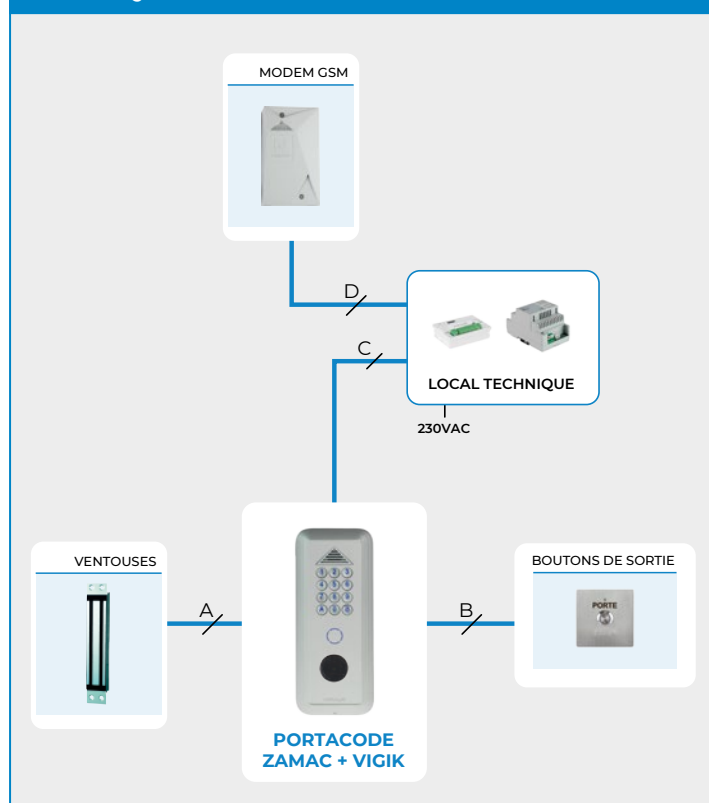 MODEM GSM
D
C
LOCAL TECHNIQUE
230VAC
VENTOUSES
A
B
BOUTONS DE SORTIE
PORTE
PORTACODE
ZAMAC + VIGIK